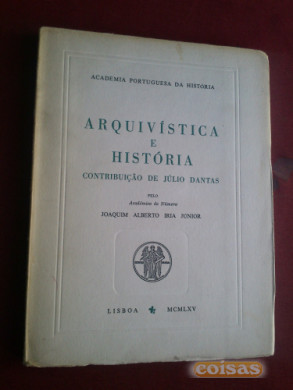 ACADEMIA PORTUGUESA DA HISTÓRIA
ARQUIVÍSTICA
E
HISTÓRIA
CONTRIBUIÇÃO DE JÚLIO DANTAS
PELO
Académico de Número
JOAQUIM ALBERTO IRIA JUNIOR
LISBOA MCMLXV
coisas